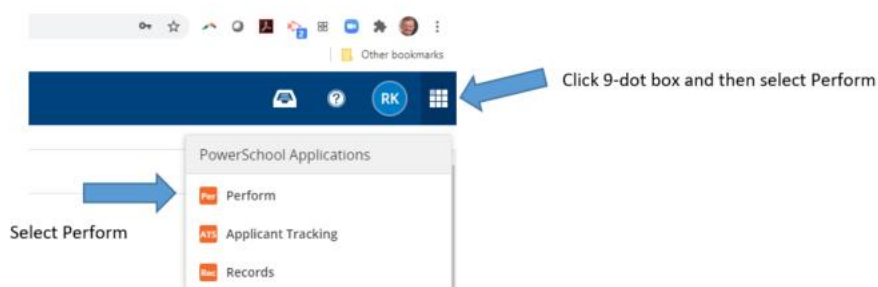 2
Other bookmarks
Click 9-dot box and then select Perform
RK
PowerSchool Applications
Per Perform
Select Perform
ATS Applicant Tracking
Rec Records